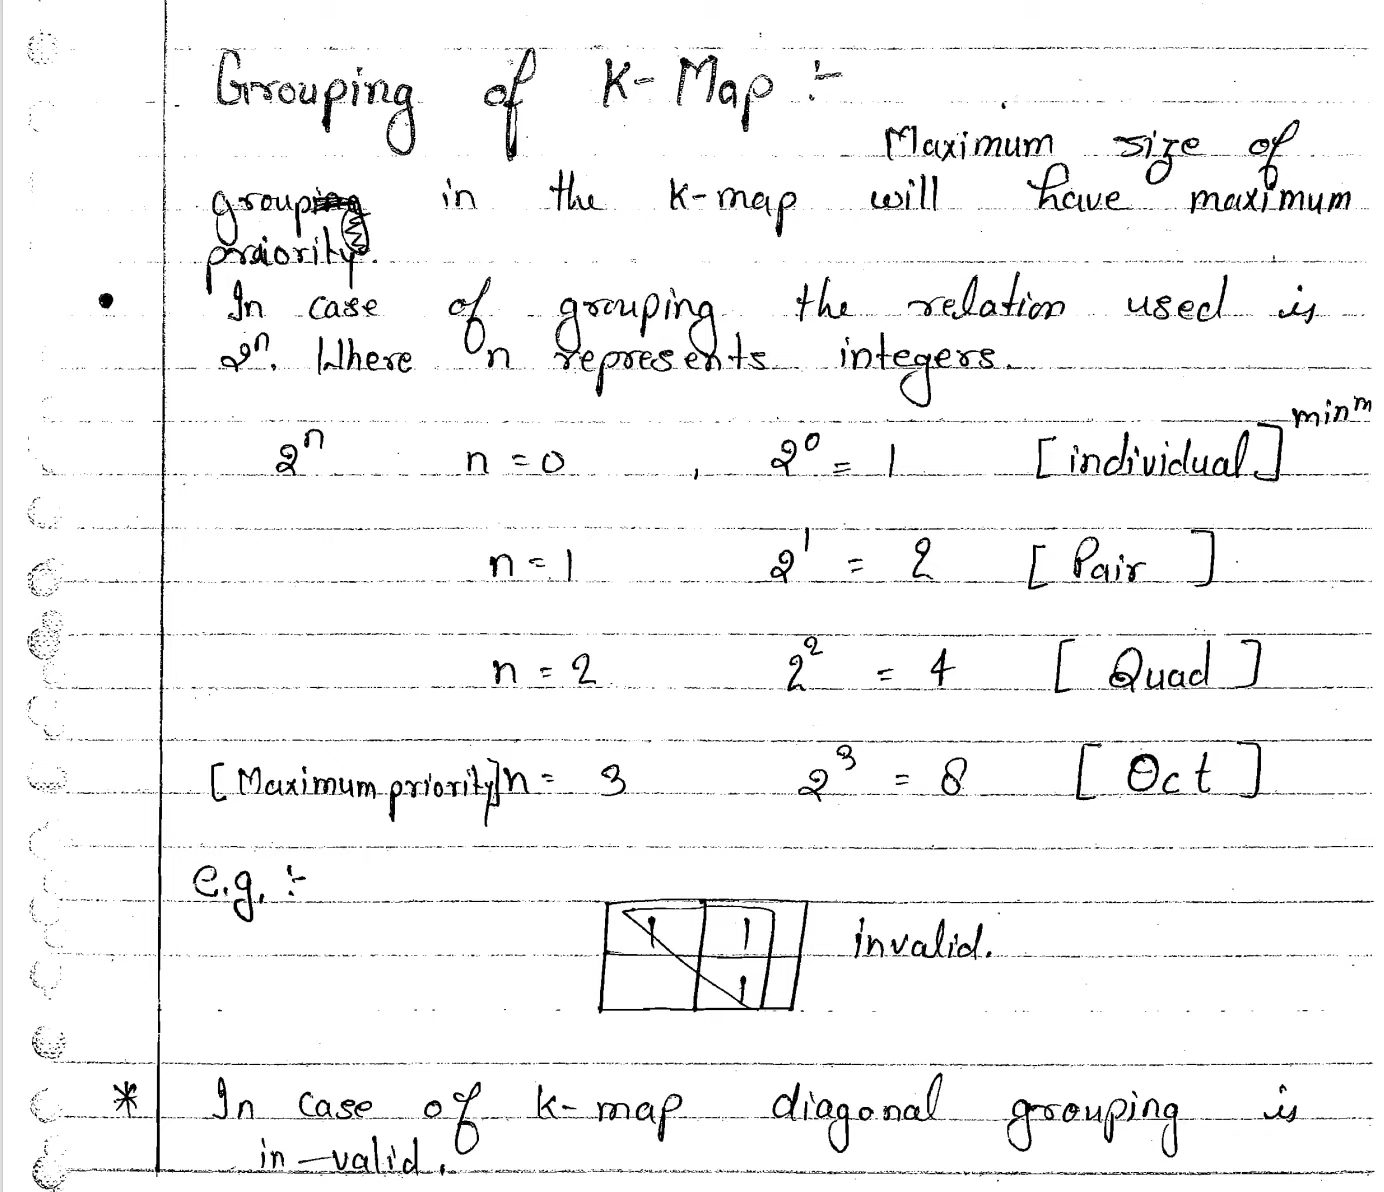 Grouping of K-Map :-
Maximum size of
group in the K-map will have maximum
praiority.
• In case of grouping the relation used is
2ⁿ. Where n represents integers.
minᵐ
2ⁿ n = 0 , 2⁰ = 1 [individual]
n = 1 2¹ = 2 [Pair]
n = 2 2² = 4 [Quad]
[Maximum priority] n = 3 2³ = 8 [Oct]
e.g. :-
1 1 invalid.
1
* In case of k-map diagonal grouping is
in-valid.